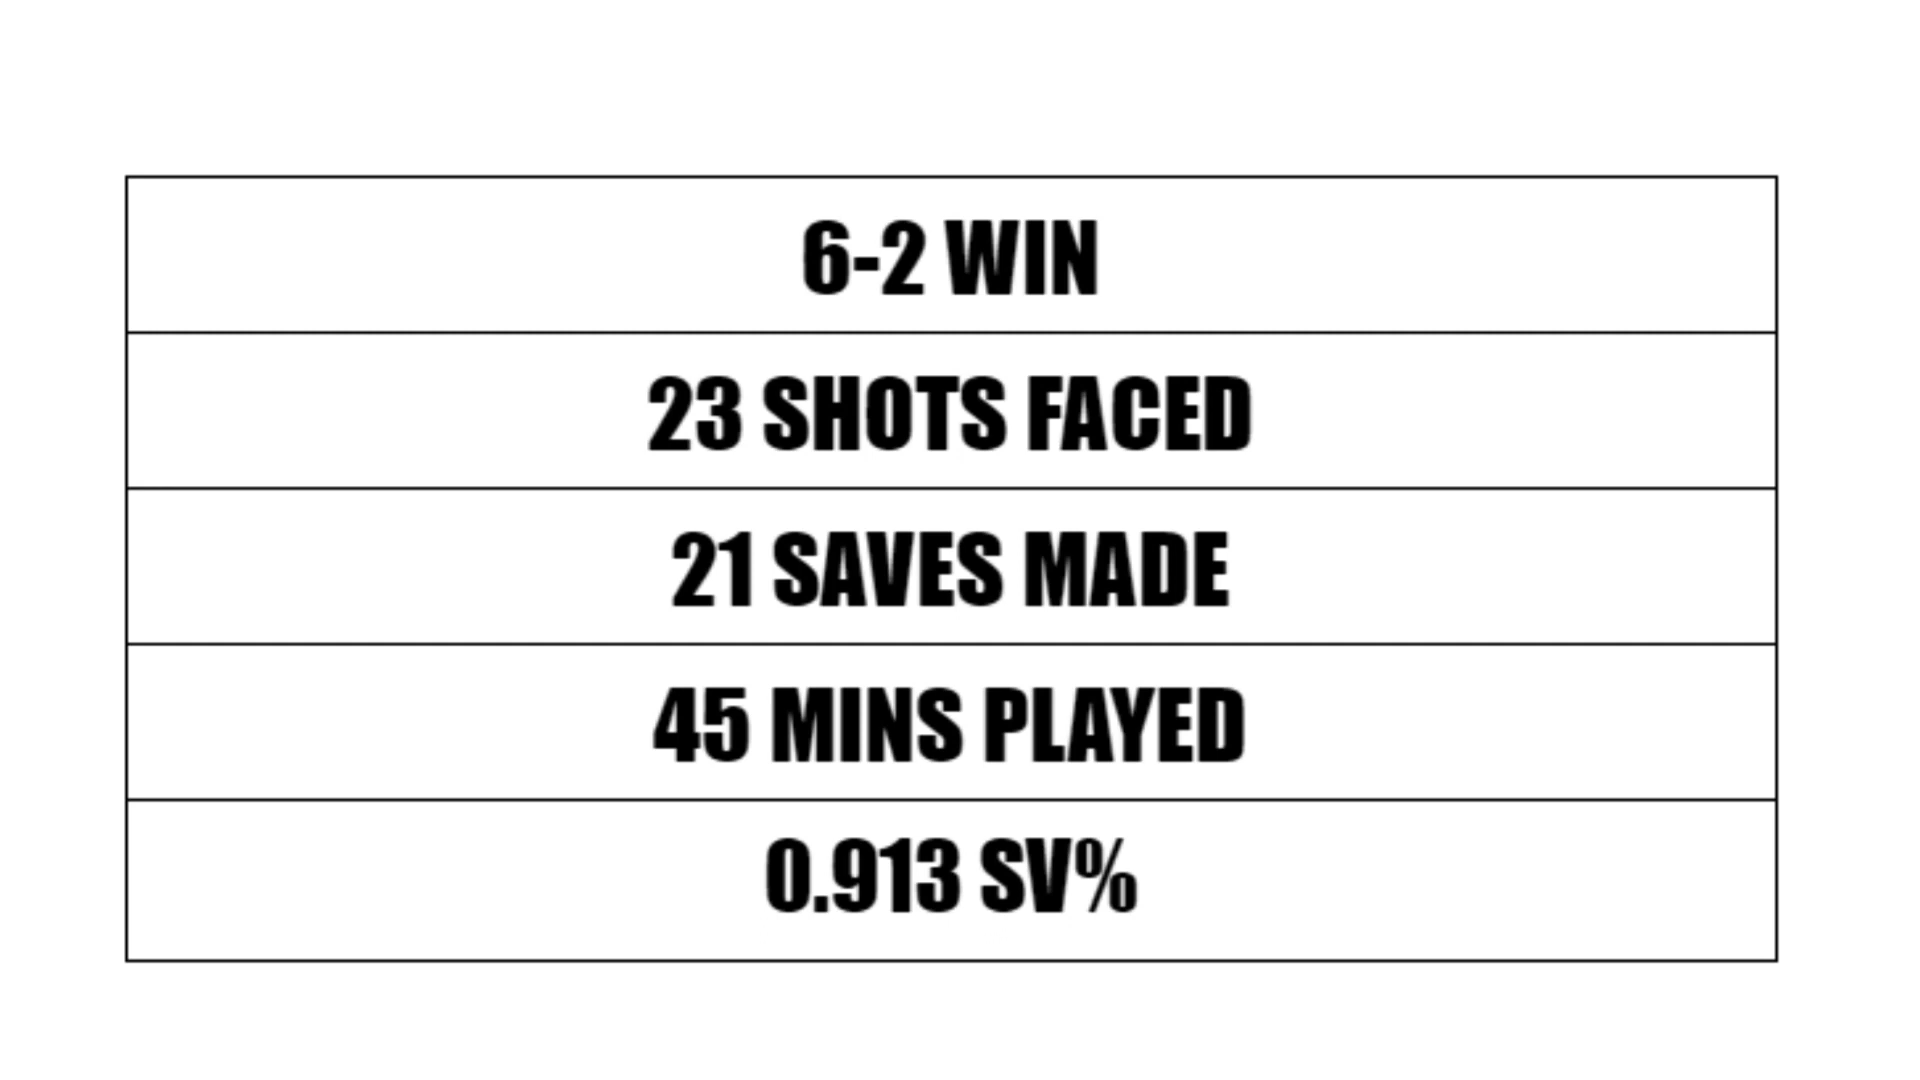 6-2 WIN
23 SHOTS FACED
21 SAVES MADE
45 MINS PLAYED
0.913 SV%